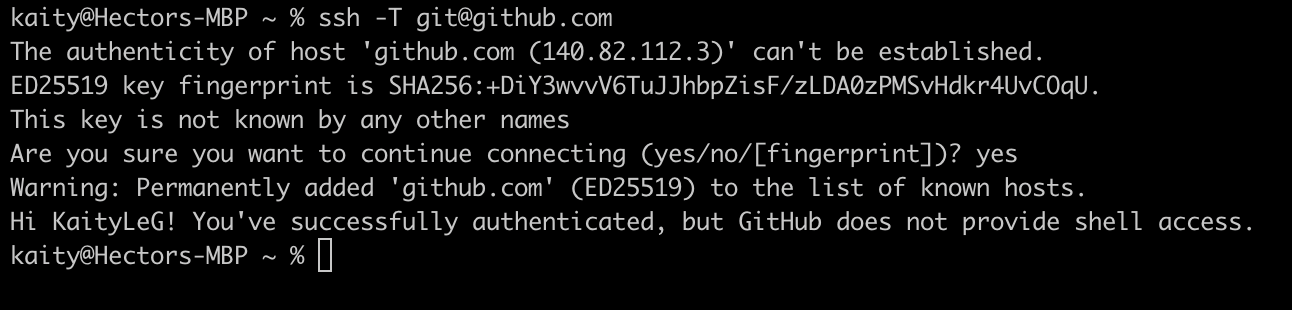 kaity@Hectors-MBP ~ % ssh -T git@github.com
The authenticity of host 'github.com (140.82.112.3)' can't be established.
ED25519 key fingerprint is SHA256:+DiY3wvvV6TuJJhbpZisF/zLDA0zPMSvHdkr4UvCOqU.
This key is not known by any other names
Are you sure you want to continue connecting (yes/no/[fingerprint])? yes
Warning: Permanently added 'github.com' (ED25519) to the list of known hosts.
Hi KaityLeG! You've successfully authenticated, but GitHub does not provide shell access.
kaity@Hectors-MBP ~ %